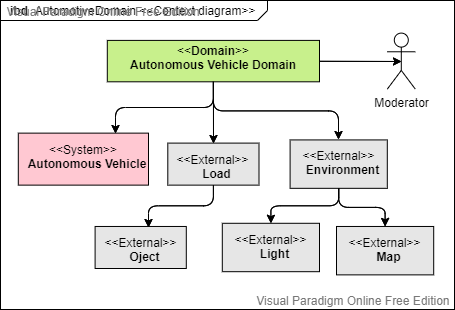 ibd AutomotiveDomain <<Context diagram>>
Visual Paradigm Online Free Edition
<<Domain>>
Autonomous Vehicle Domain
Moderator
<<System>>
Autonomous Vehicle
<<External>>
Load
<<External>>
Environment
<<External>>
Oject
<<External>>
Light
<<External>>
Map
Visual Paradigm Online Free Edition